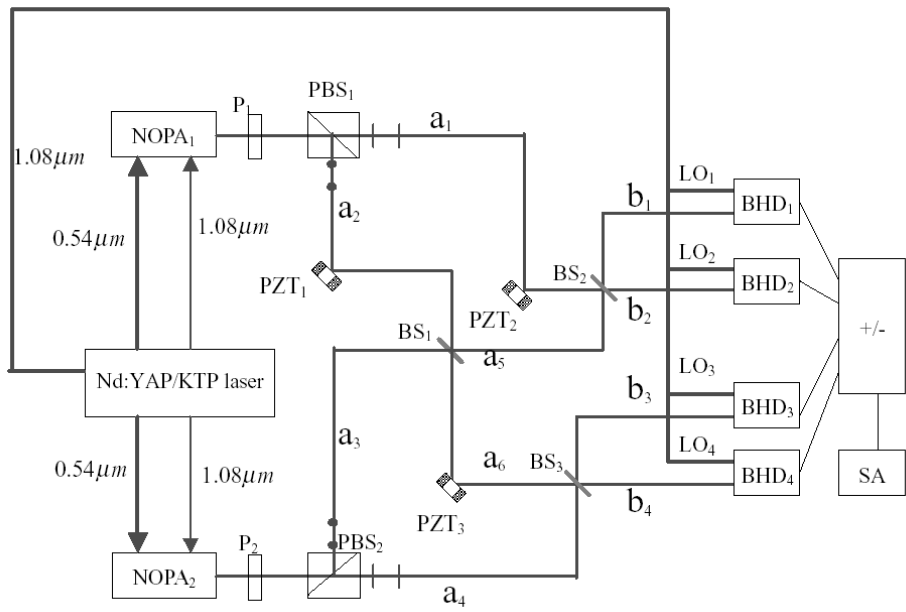 P₁
PBS₁
a₁
NOPA₁
1.08μm
LO₁
b₁
BHD₁
a₂
0.54μm
1.08μm
LO₂
BS₂
BHD₂
PZT₁
PZT₂
b₂
+/-
BS₁
a₅
Nd:YAP/KTP laser
LO₃
b₃
BHD₃
a₃
LO₄
a₆
BS₃
0.54μm
1.08μm
BHD₄
SA
b₄
PZT₃
P₂
PBS₂
NOPA₂
a₄